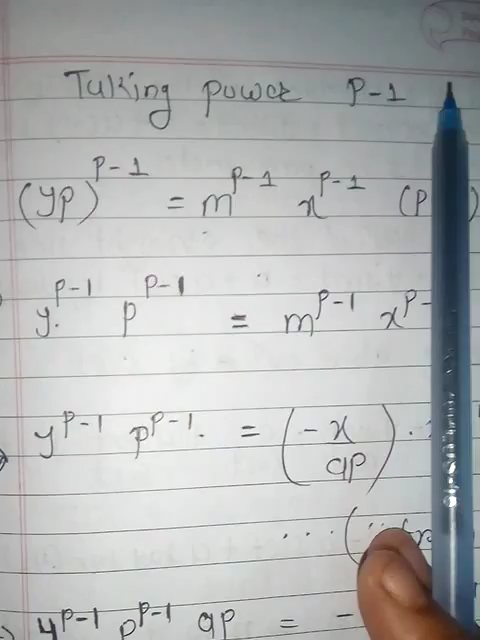 Taking power P-1
(yp)^{p-1} = m^{p-1} x^{p-1} (p
y^{p-1} p^{p-1} = m^{p-1} x^{p-
y^{p-1} p^{p-1}. = (-x/ap) ..
...(
y^{p-1} p^{p-1} ap = -